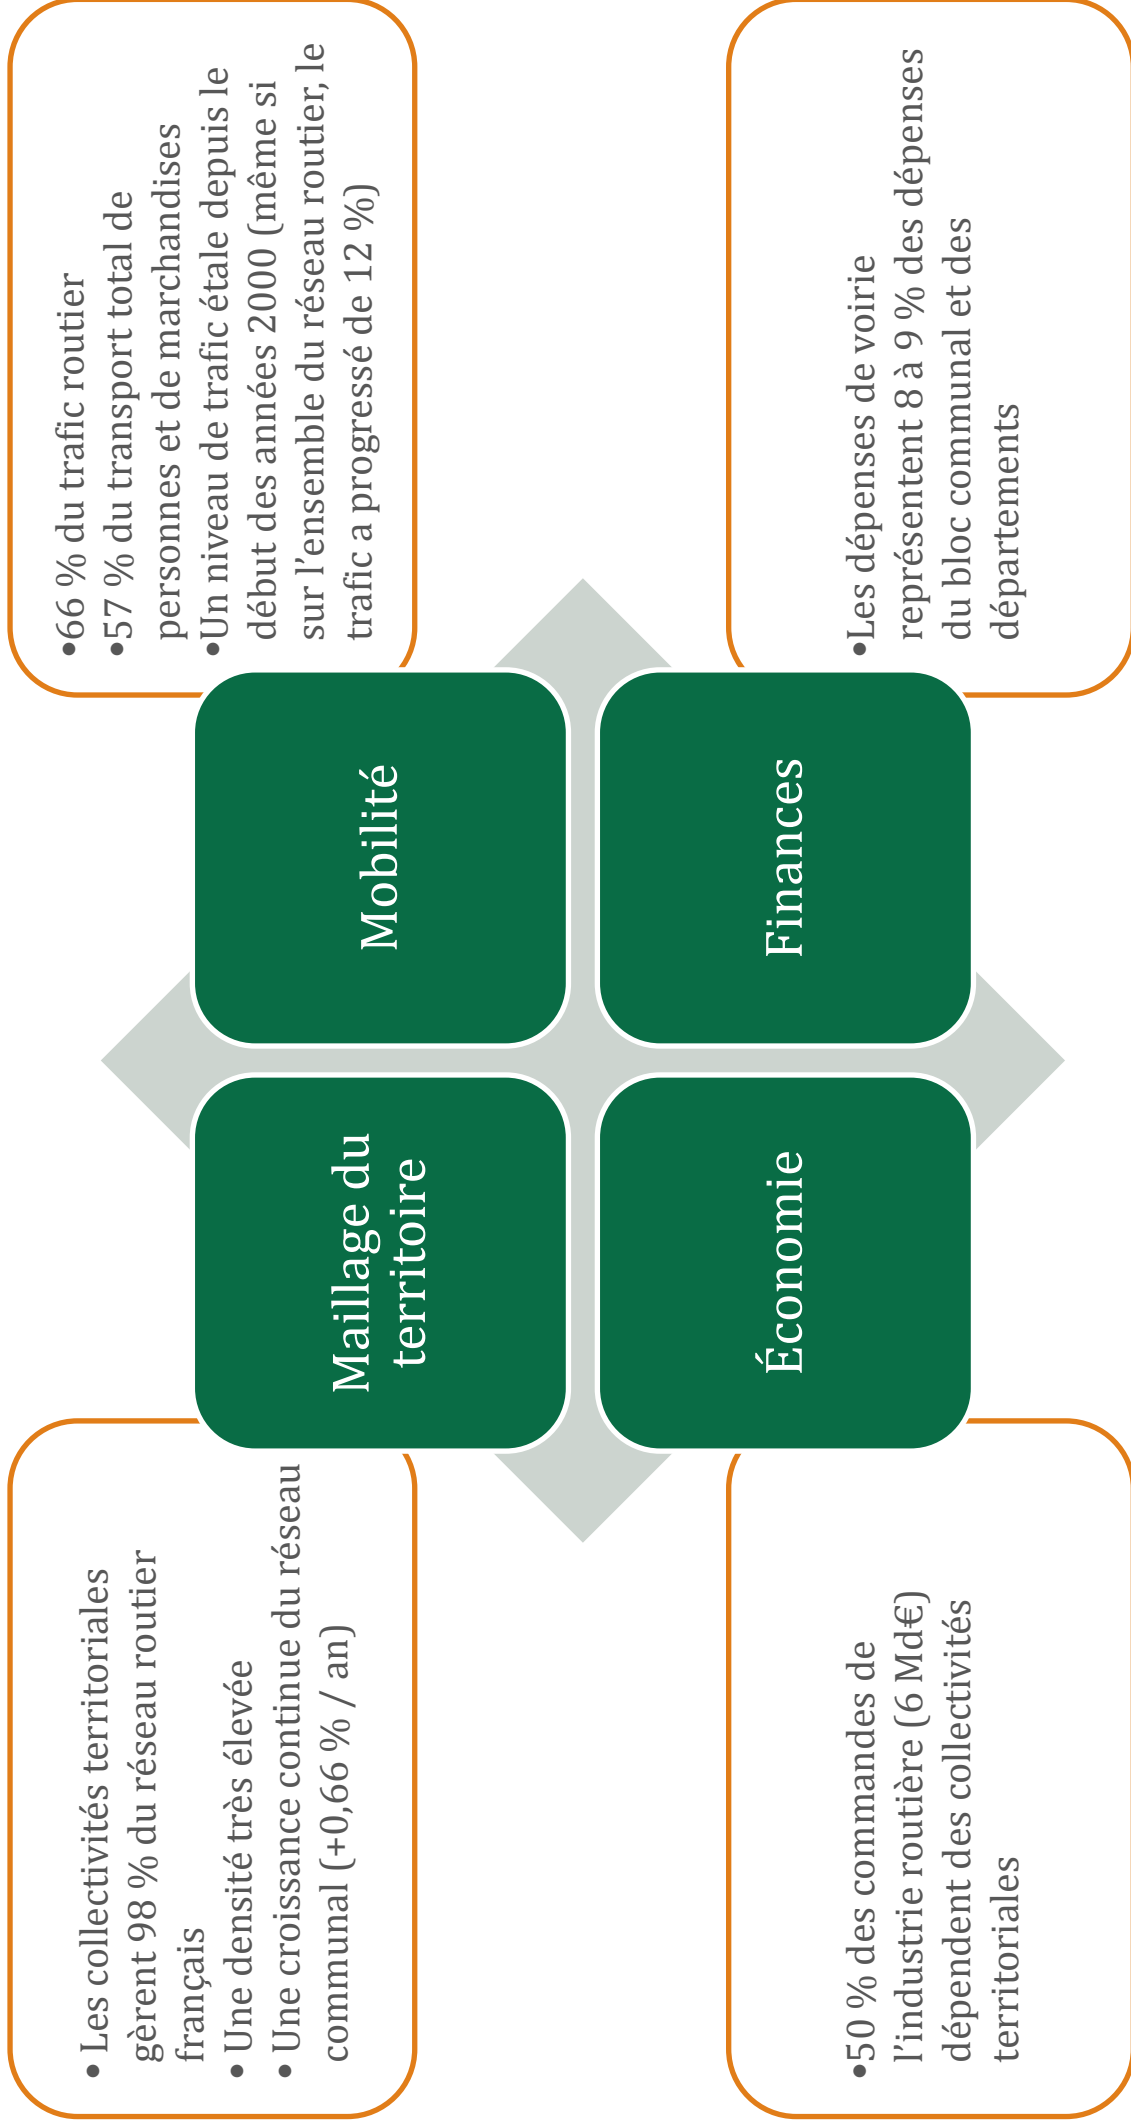 • Les collectivités territoriales
gèrent 98 % du réseau routier
français
• Une densité très élevée
• Une croissance continue du réseau
communal (+0,66 % / an)
Maillage du
territoire
Mobilité
•66 % du trafic routier
•57 % du transport total de
personnes et de marchandises
•Un niveau de trafic étale depuis le
début des années 2000 (même si
sur l’ensemble du réseau routier, le
trafic a progressé de 12 %)
•50 % des commandes de
l’industrie routière (6 Md€)
dépendent des collectivités
territoriales
Économie
Finances
•Les dépenses de voirie
représentent 8 à 9 % des dépenses
du bloc communal et des
départements